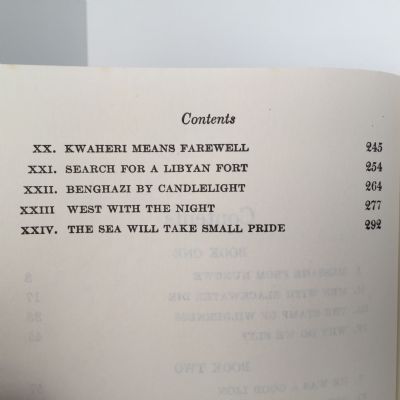 Contents
XX. KWAHERI MEANS FAREWELL 245
XXI. SEARCH FOR A LIBYAN FORT 254
XXII. BENGHAZI BY CANDLELIGHT 264
XXIII WEST WITH THE NIGHT 277
XXIV. THE SEA WILL TAKE SMALL PRIDE 292